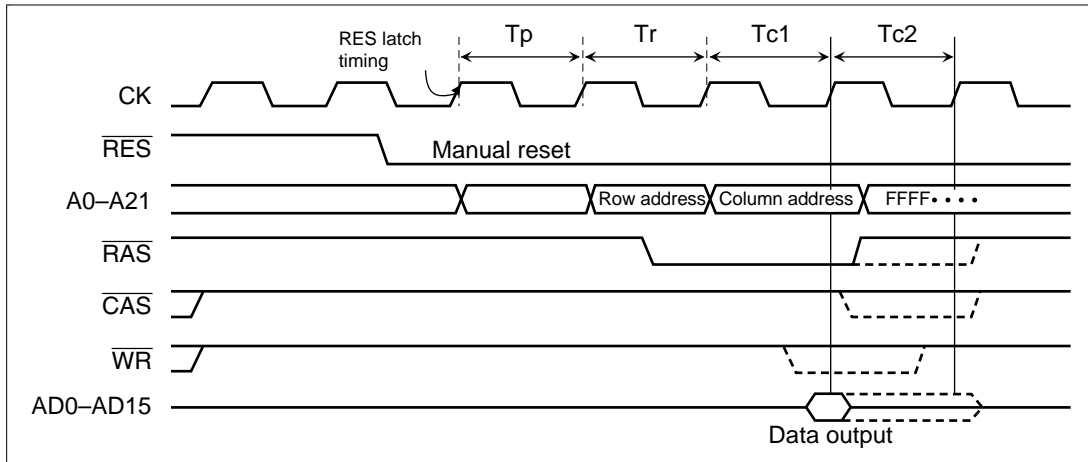 RES latch
timing
Tp
Tr
Tc1
Tc2
CK
RES
Manual reset
A0–A21
Row address
Column address
FFFF····
RAS
CAS
WR
AD0–AD15
Data output